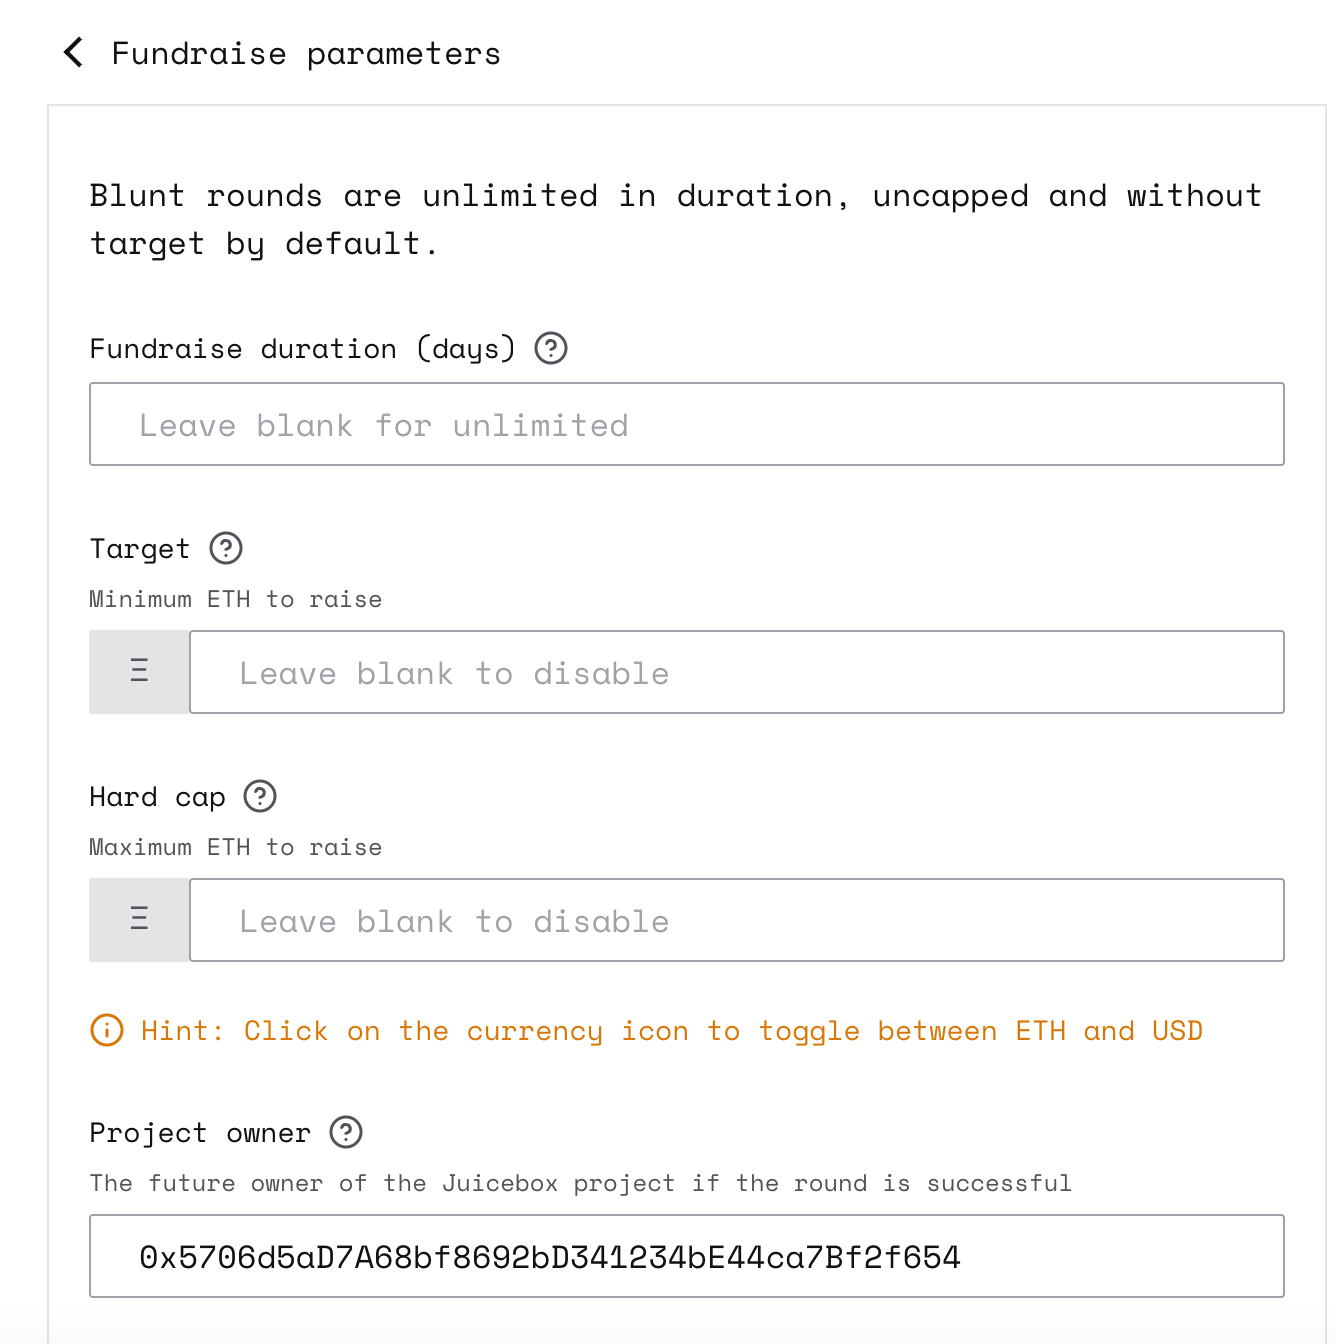 Fundraise parameters
Blunt rounds are unlimited in duration, uncapped and without
target by default.
Fundraise duration (days)
Leave blank for unlimited
Target
Minimum ETH to raise
Ξ Leave blank to disable
Hard cap
Maximum ETH to raise
Ξ Leave blank to disable
Hint: Click on the currency icon to toggle between ETH and USD
Project owner
The future owner of the Juicebox project if the round is successful
0x5706d5aD7A68bf8692bD341234bE44ca7Bf2f654